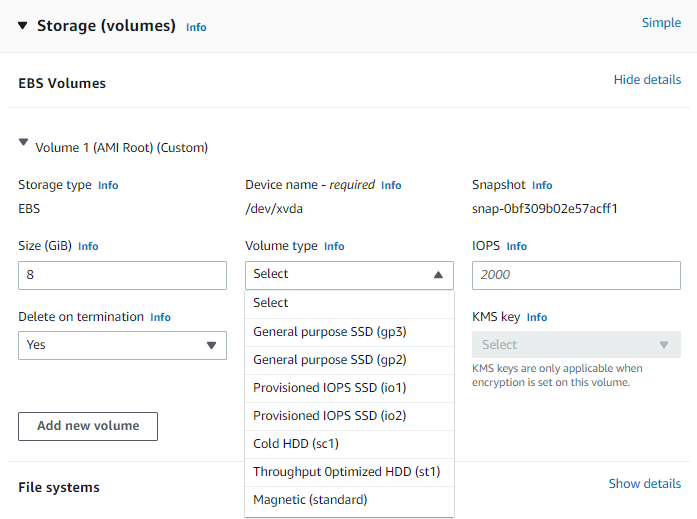 Storage (volumes) Info Simple
EBS Volumes Hide details
Volume 1 (AMI Root) (Custom)
Storage type Info Device name - required Info Snapshot Info
EBS /dev/xvda snap-0bf309b02e57acff1
Size (GiB) Info Volume type Info IOPS Info
8 Select 2000
Select
Delete on termination Info General purpose SSD (gp3) KMS key Info
Yes General purpose SSD (gp2) Select
Provisioned IOPS SSD (io1) KMS keys are only applicable when
encryption is set on this volume.
Provisioned IOPS SSD (io2)
Add new volume Cold HDD (sc1)
Throughput Optimized HDD (st1)
File systems Magnetic (standard) Show details